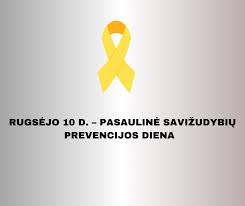 RUGSĖJO 10 D. – PASAULINĖ SAVIŽUDYBIŲ
PREVENCIJOS DIENA